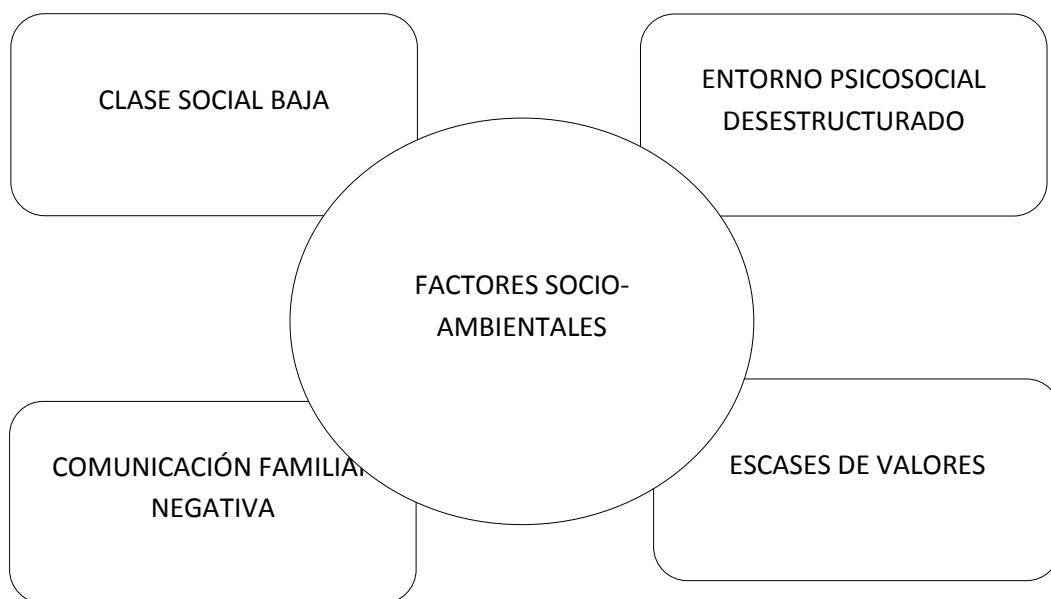 CLASE SOCIAL BAJA
ENTORNO PSICOSOCIAL
DESESTRUCTURADO
FACTORES SOCIO-
AMBIENTALES
COMUNICACIÓN FAMILIAR
NEGATIVA
ESCASES DE VALORES